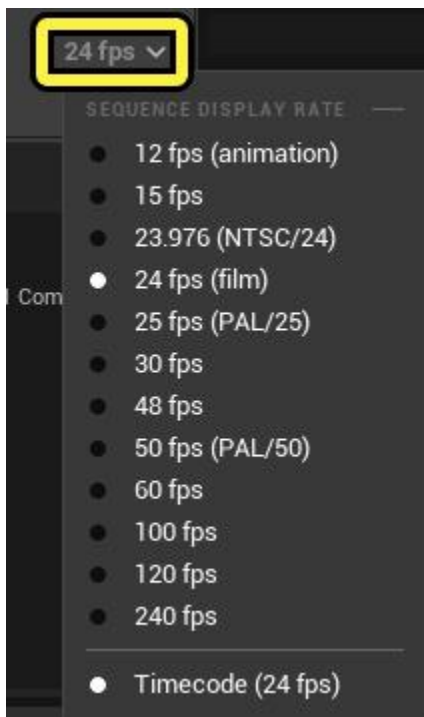 24 fps
SEQUENCE DISPLAY RATE
12 fps (animation)
15 fps
23.976 (NTSC/24)
24 fps (film)
Com
25 fps (PAL/25)
30 fps
48 fps
50 fps (PAL/50)
60 fps
100 fps
120 fps
240 fps
Timecode (24 fps)